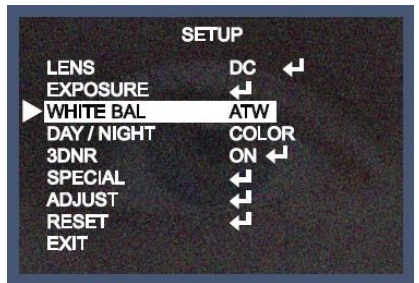 SETUP
LENS DC ↵
EXPOSURE ↵
WHITE BAL ATW
DAY / NIGHT COLOR
3DNR ON ↵
SPECIAL ↵
ADJUST ↵
RESET ↵
EXIT